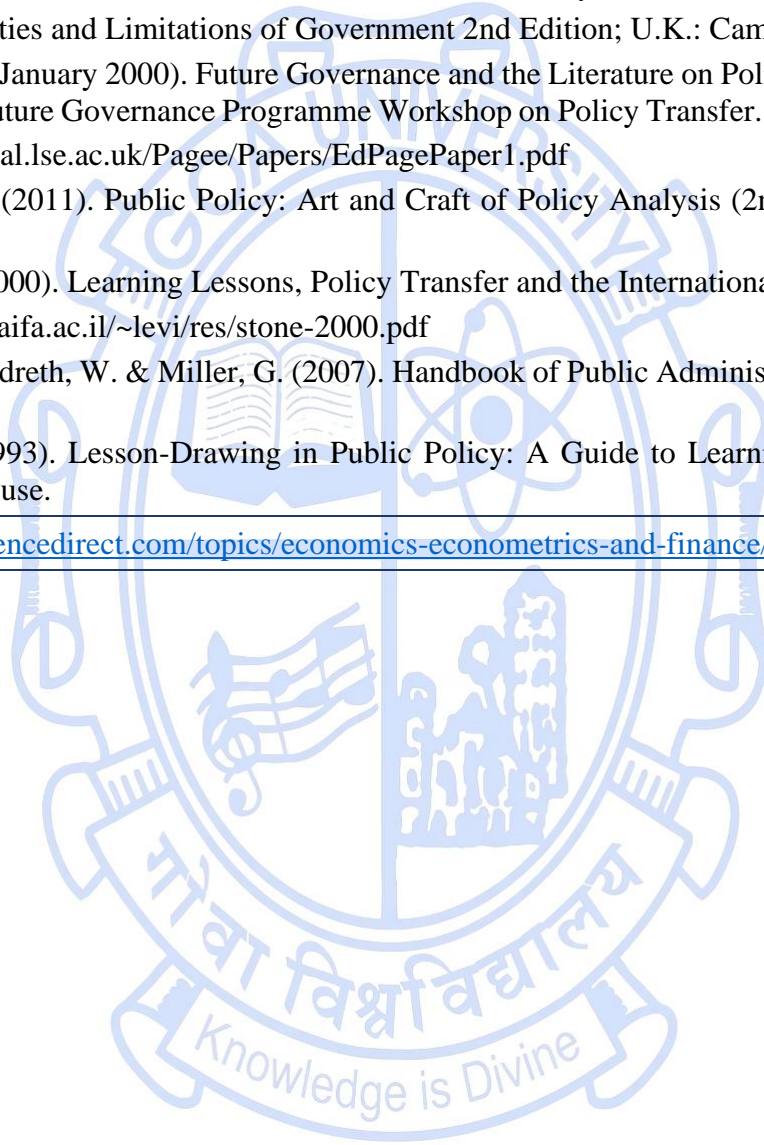 ties and Limitations of Government 2nd Edition; U.K.: Cam
January 2000). Future Governance and the Literature on Poli
uture Governance Programme Workshop on Policy Transfer.
al.lse.ac.uk/Pagee/Papers/EdPagePaper1.pdf
(2011). Public Policy: Art and Craft of Policy Analysis (2n
000). Learning Lessons, Policy Transfer and the Internationa
aifa.ac.il/~levi/res/stone-2000.pdf
dreth, W. & Miller, G. (2007). Handbook of Public Adminis
993). Lesson-Drawing in Public Policy: A Guide to Learni
use.
encedirect.com/topics/economics-econometrics-and-finance/
GOA UNIVERSITY
गोंवा विश्वविद्यालय
Knowledge is Divine